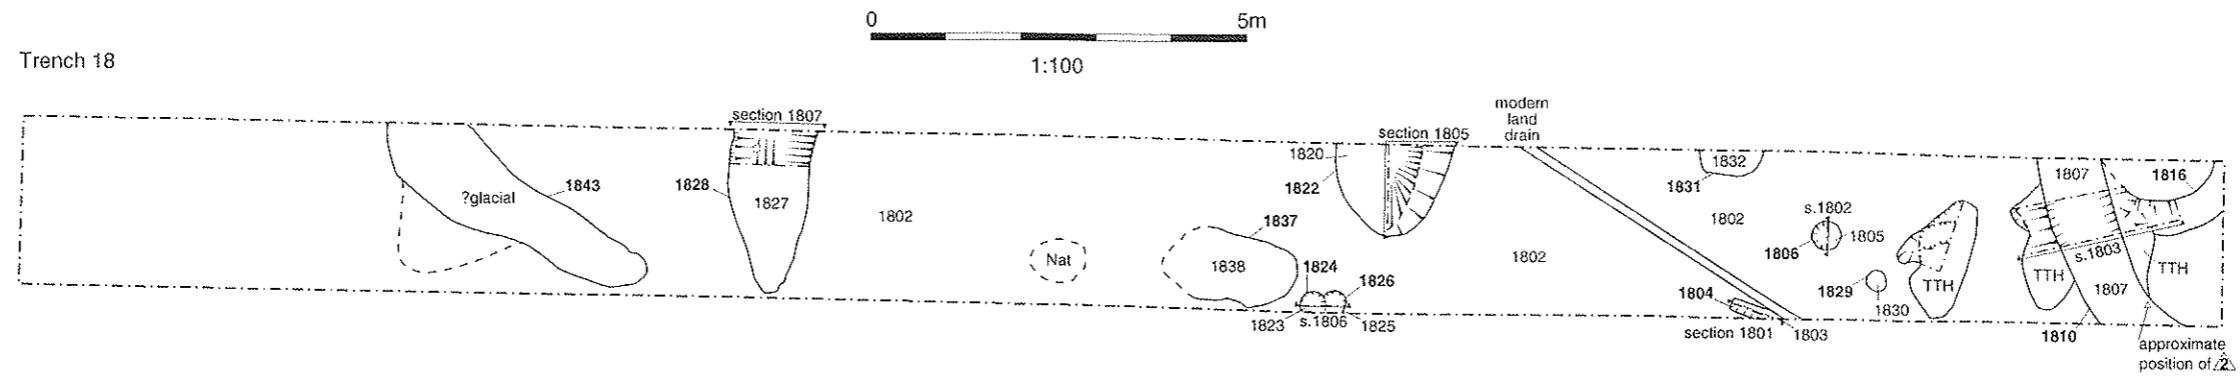 0 5m
1:100
Trench 18
section 1807
modern
land
drain
section 1805
1820
1822
1832
1831
1807
1816
?glacial
1843
1828
1827
1802
1837
1802
s.1802
1806
1805
s.1803
Nat
1838
1802
1824
1826
1823
s.1806
1825
1804
section 1801
1803
1829
1830
TTH
TTH
TTH
1807
1810
approximate
position of 2